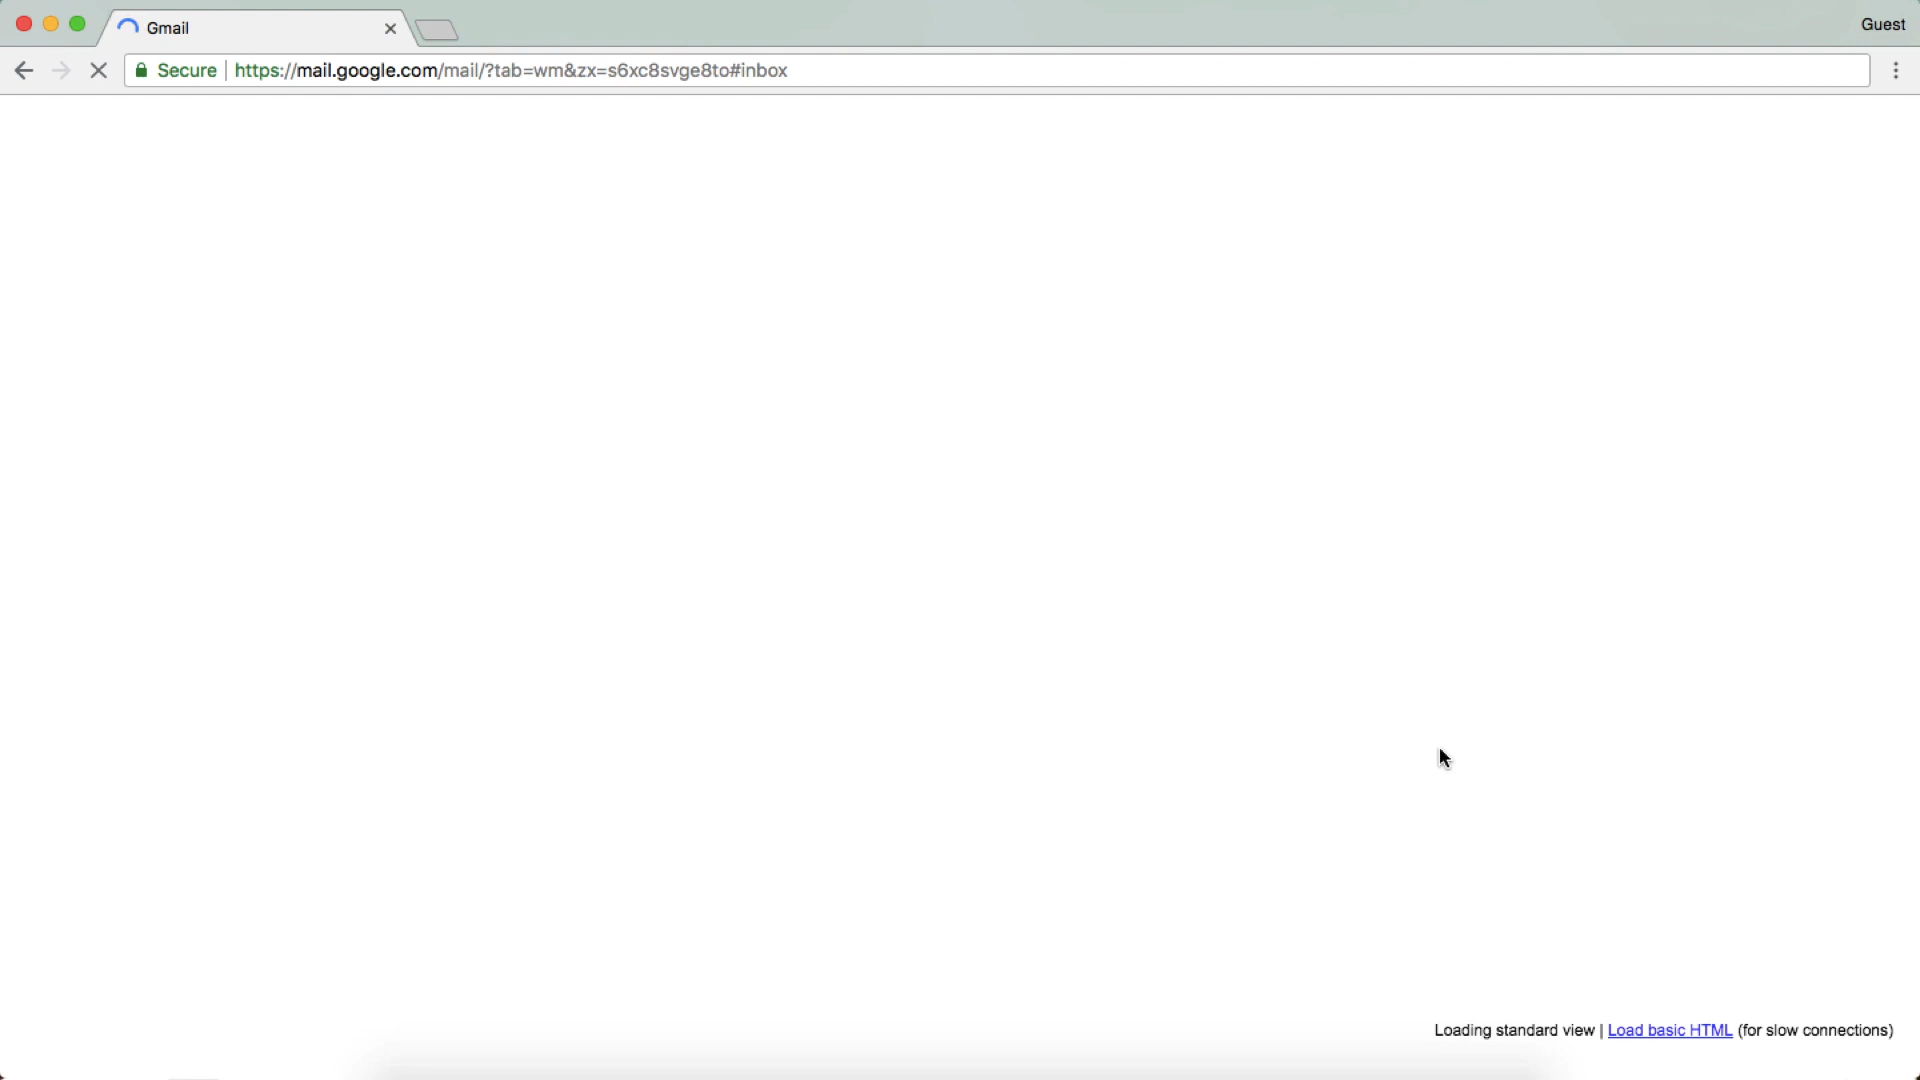 Gmail
Guest
Secure https://mail.google.com/mail/?tab=wm&zx=s6xc8svge8to#inbox
Loading standard view | Load basic HTML (for slow connections)